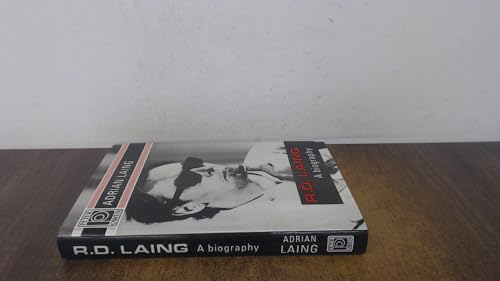 ADRIAN LAING
R.D. LAING
A biography
R.D. LAING A biography ADRIAN LAING